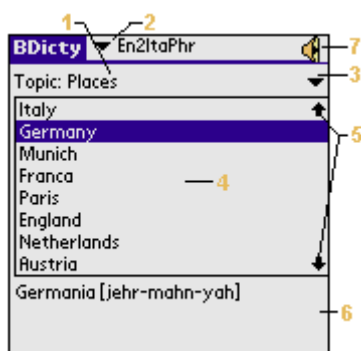 1 2
BDicty En2ItaPhr 7
Topic: Places 3
Italy
Germany 5
Munich
Franca 4
Paris
England
Netherlands
Austria
Germania [jehr-mahn-yah]
6